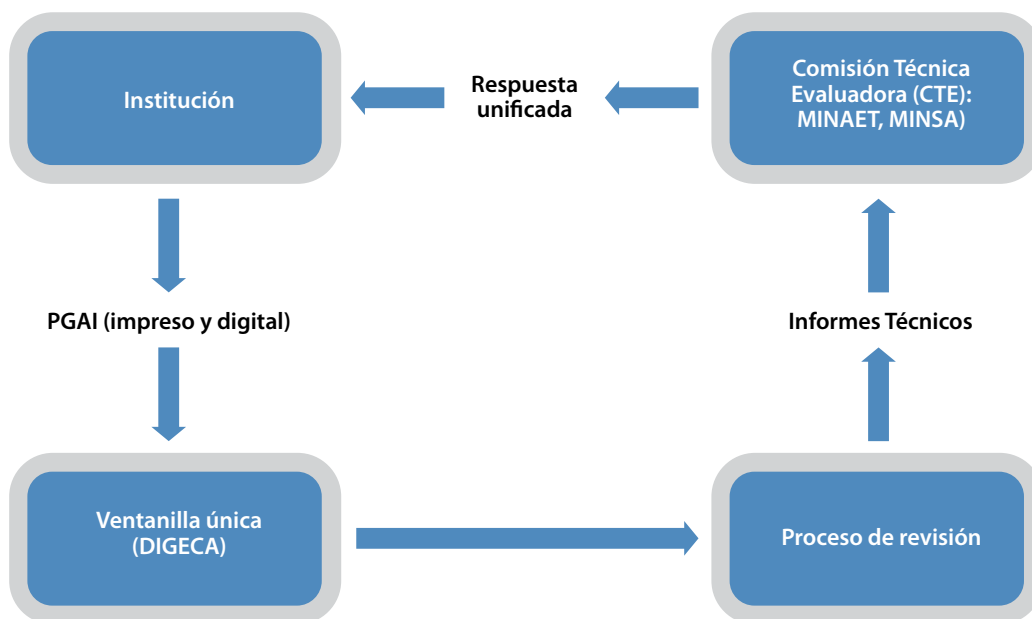 Institución
Respuesta
unificada
Comisión Técnica
Evaluadora (CTE):
MINAET, MINSA)
PGAI (impreso y digital)
Informes Técnicos
Ventanilla única
(DIGECA)
Proceso de revisión